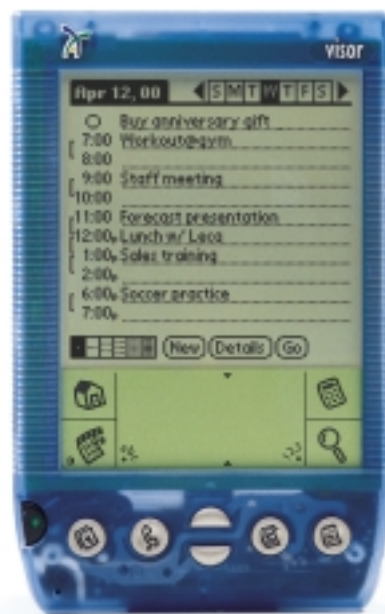 visor
Apr 12, 00 S M T W T F S
Buy anniversary gift
7:00 Workout@gym
8:00
9:00 Staff meeting
10:00
11:00 Forecast presentation
12:00p Lunch w/ Leca
1:00p Sales training
2:00p
6:00p Soccer practice
7:00p
New Details Go